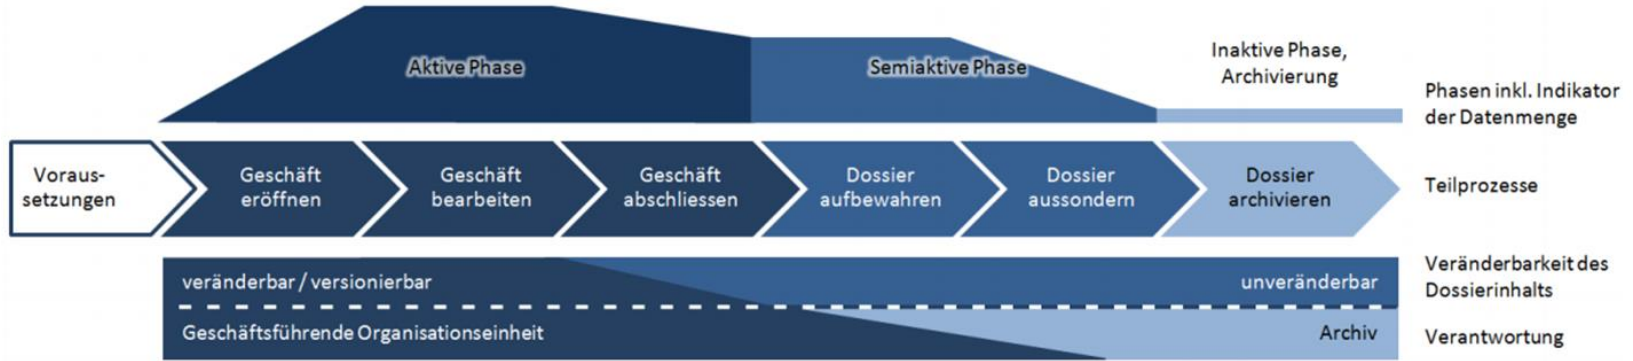 Aktive Phase
Semiaktive Phase
Inaktive Phase,
Archivierung
Phasen inkl. Indikator
der Datenmenge
Voraus-
setzungen
Geschäft
eröffnen
Geschäft
bearbeiten
Geschäft
abschliessen
Dossier
aufbewahren
Dossier
aussondern
Dossier
archivieren
Teilprozesse
veränderbar / versionierbar
unveränderbar
Veränderbarkeit des
Dossierinhalts
Geschäftsführende Organisationseinheit
Archiv
Verantwortung